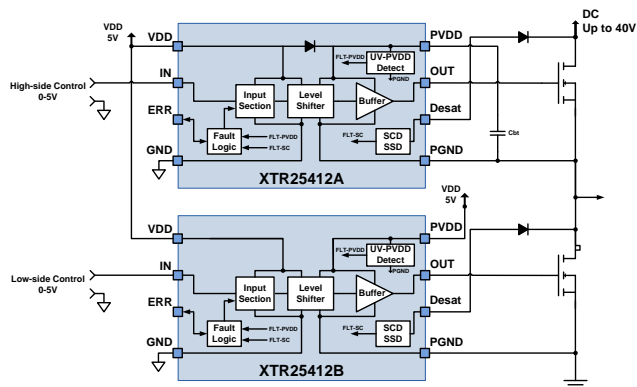 VDD
5V
VDD
PVDD
DC
Up to 40V
FLT-PVDD
UV-PVDD
Detect
PGND
High-side Control
0-5V
IN
OUT
Input
Section
Level
Shifter
Buffer
ERR
Desat
Fault
Logic
FLT-PVDD
FLT-SC
FLT-SC
SCD
SSD
Cbt
GND
PGND
XTR25412A
VDD
5V
VDD
PVDD
FLT-PVDD
UV-PVDD
Detect
PGND
Low-side Control
0-5V
IN
OUT
Input
Section
Level
Shifter
Buffer
ERR
Desat
Fault
Logic
FLT-PVDD
FLT-SC
FLT-SC
SCD
SSD
GND
PGND
XTR25412B